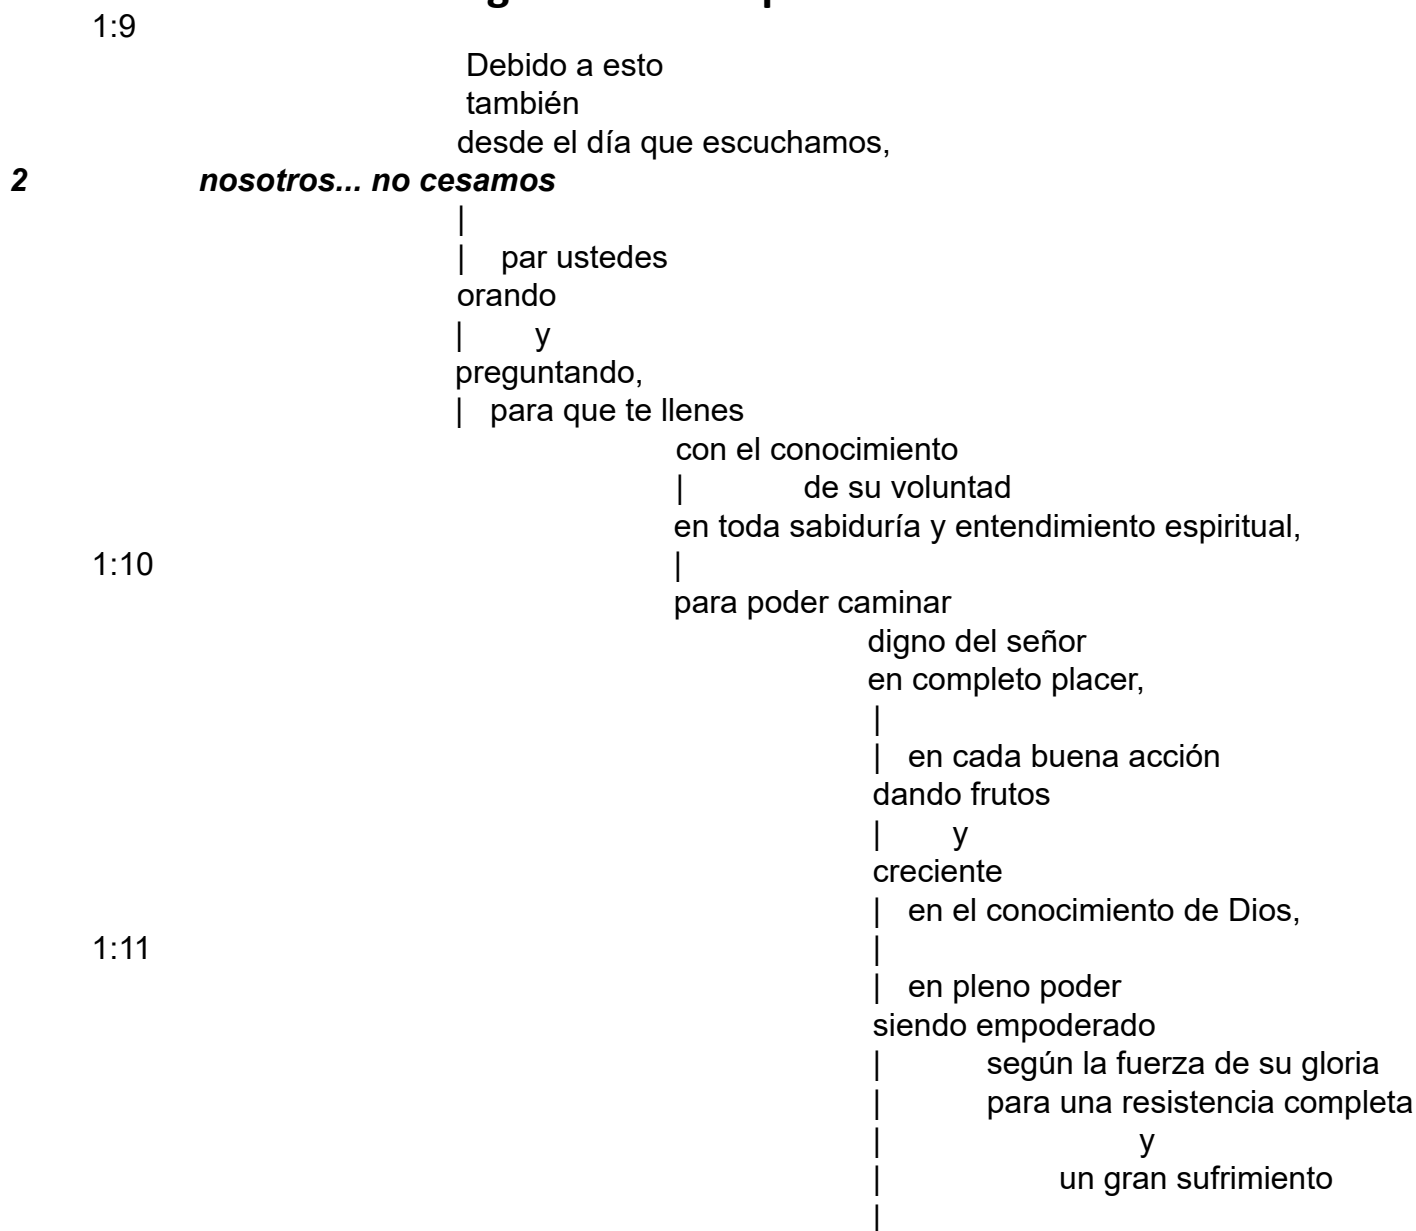 1:9
Debido a esto
también
desde el día que escuchamos,
2 nosotros... no cesamos
|
| par ustedes
orando
| y
preguntando,
| para que te llenes
con el conocimiento
| de su voluntad
en toda sabiduría y entendimiento espiritual,
1:10 |
para poder caminar
digno del señor
en completo placer,
|
| en cada buena acción
dando frutos
| y
creciente
| en el conocimiento de Dios,
1:11 |
| en pleno poder
siendo empoderado
| según la fuerza de su gloria
| para una resistencia completa
| y
| un gran sufrimiento
|